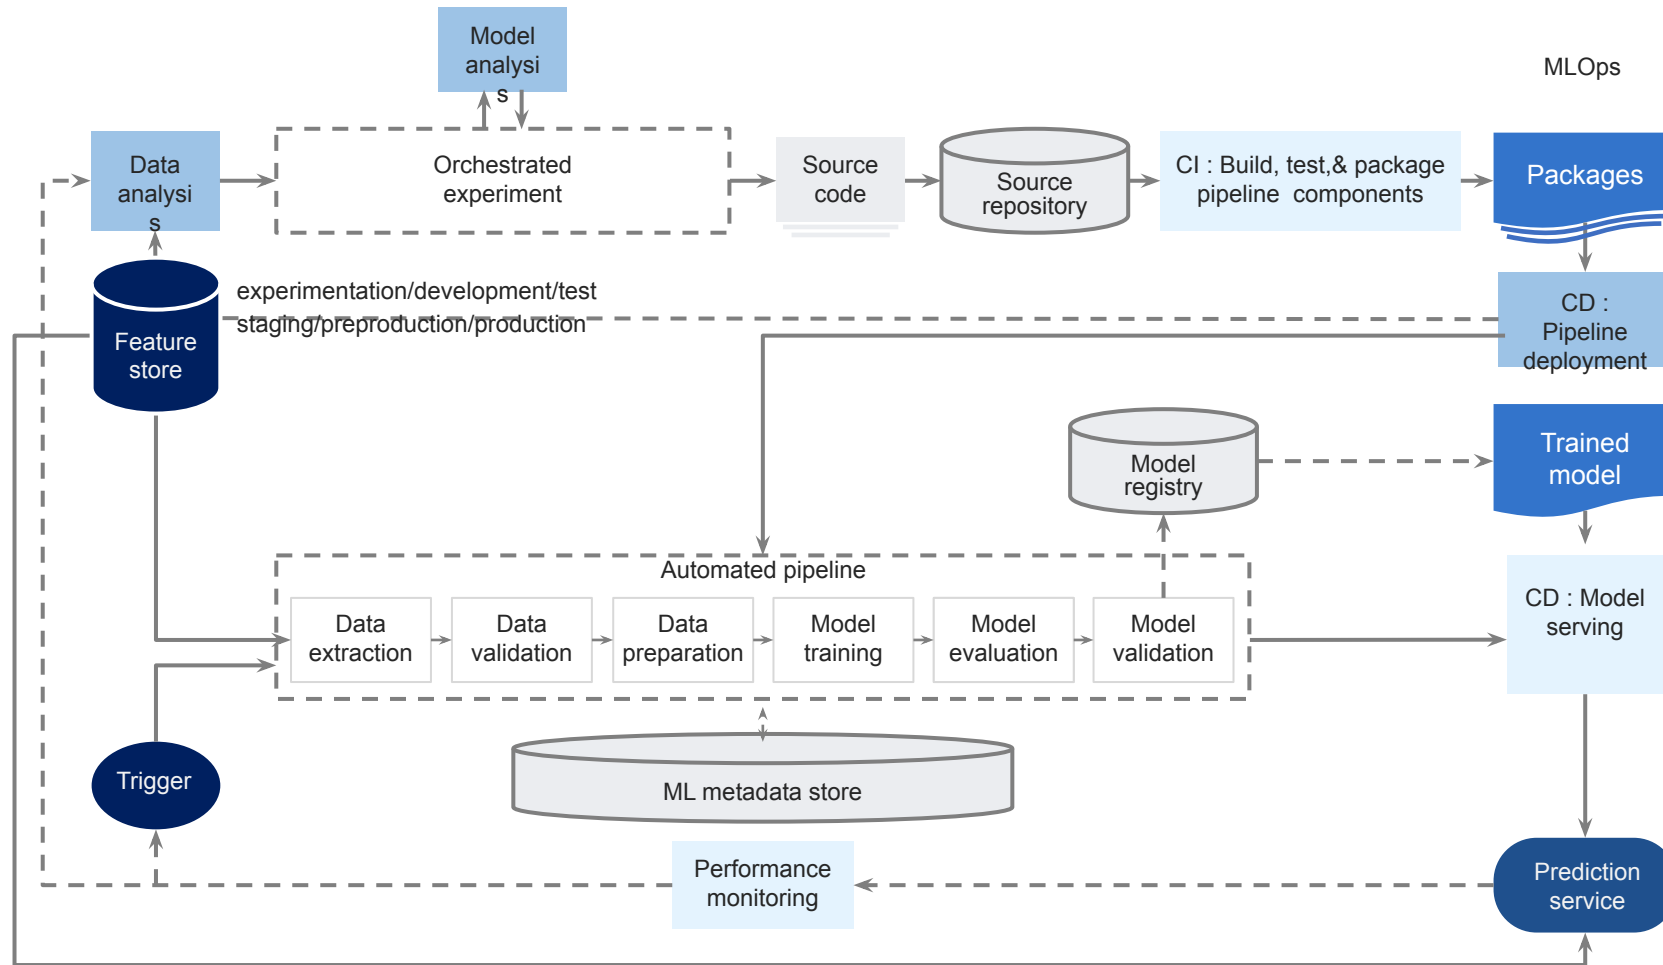 Model
analysi
s
MLOps
Data
analysi
s
Orchestrated
experiment
Source
code
Source
repository
CI : Build, test,& package
pipeline components
Packages
experimentation/development/test
staging/preproduction/production
Feature
store
CD :
Pipeline
deployment
Model
registry
Trained
model
Automated pipeline
Data
extraction
Data
validation
Data
preparation
Model
training
Model
evaluation
Model
validation
CD : Model
serving
Trigger
ML metadata store
Performance
monitoring
Prediction
service